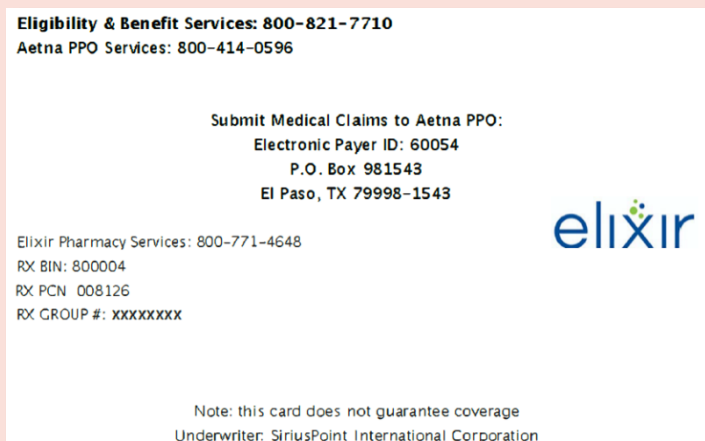 Eligibility & Benefit Services: 800-821-7710
Aetna PPO Services: 800-414-0596
Submit Medical Claims to Aetna PPO:
Electronic Payer ID: 60054
P.O. Box 981543
El Paso, TX 79998-1543
elixir
Elixir Pharmacy Services: 800-771-4648
RX BIN: 800004
RX PCN 008126
RX GROUP #: XXXXXXXX
Note: this card does not guarantee coverage
Underwriter: SiriusPoint International Corporation